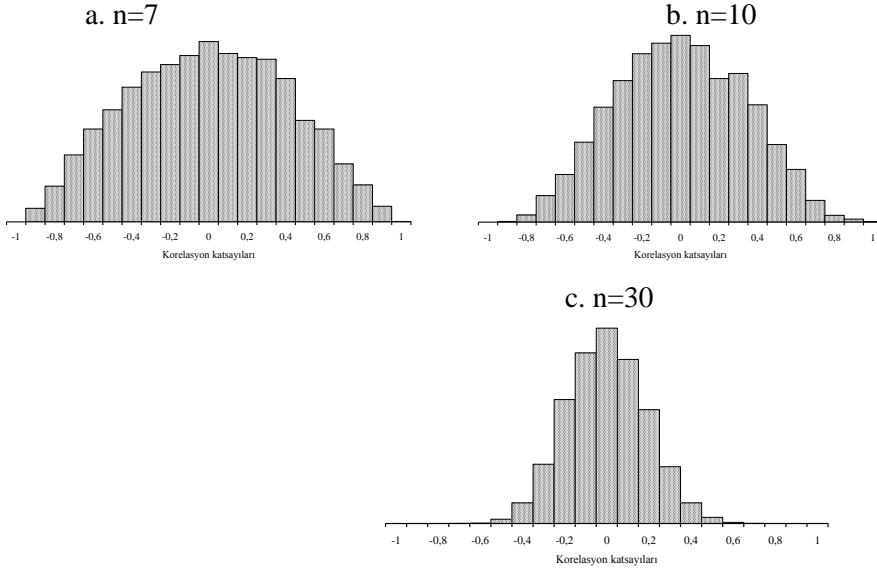 a. n=7
-1 -0,8 -0,6 -0,4 -0,2 0 0,2 0,4 0,6 0,8 1
Korelasyon katsayıları
b. n=10
-1 -0,8 -0,6 -0,4 -0,2 0 0,2 0,4 0,6 0,8 1
Korelasyon katsayıları
c. n=30
-1 -0,8 -0,6 -0,4 -0,2 0 0,2 0,4 0,6 0,8 1
Korelasyon katsayıları